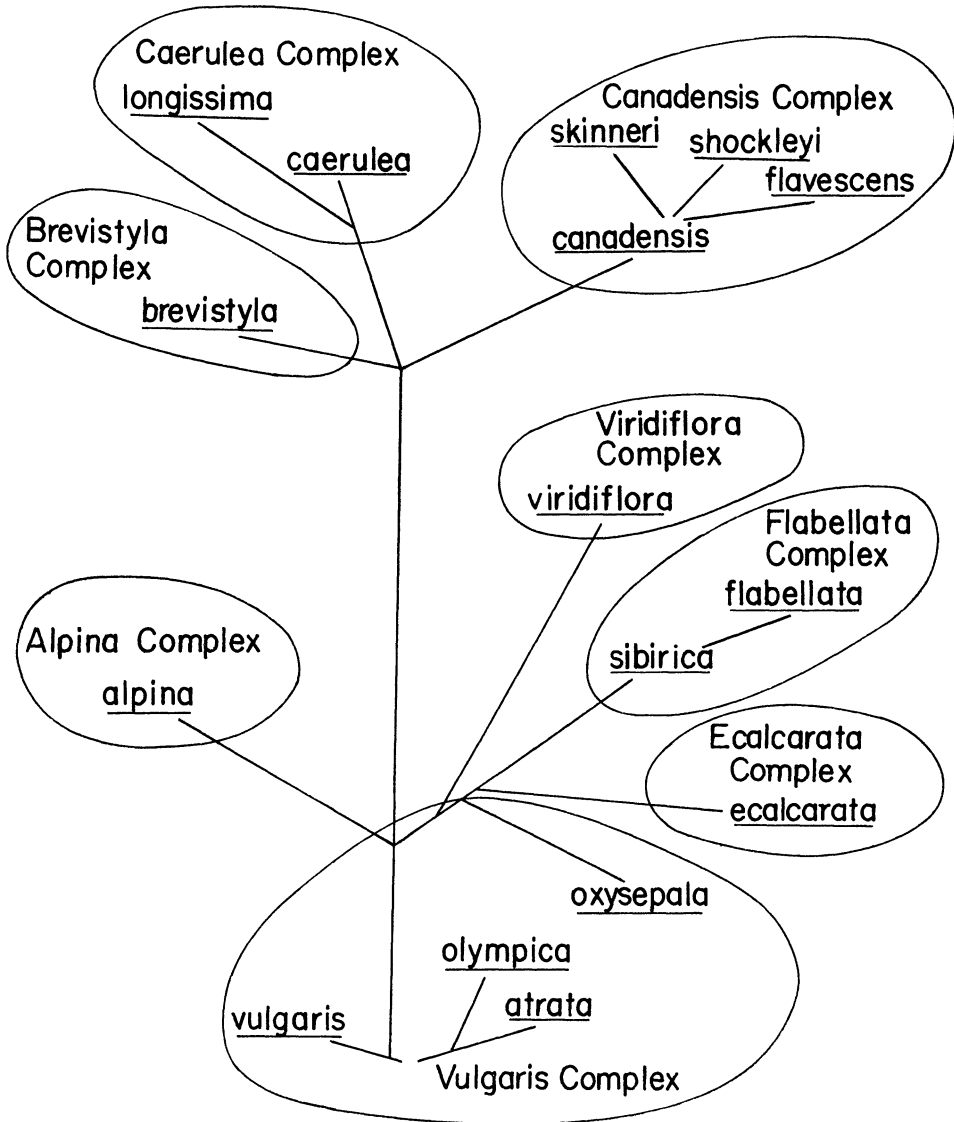 Caerulea Complex
longissima
caerulea
Canadensis Complex
skinneri
shockleyi
flavescens
canadensis
Brevistyla
Complex
brevistyla
Viridiflora
Complex
viridiflora
Flabellata
Complex
flabellata
sibirica
Alpina Complex
alpina
Ecalcarata
Complex
ecalcarata
oxysepala
olympica
atrata
vulgaris
Vulgaris Complex